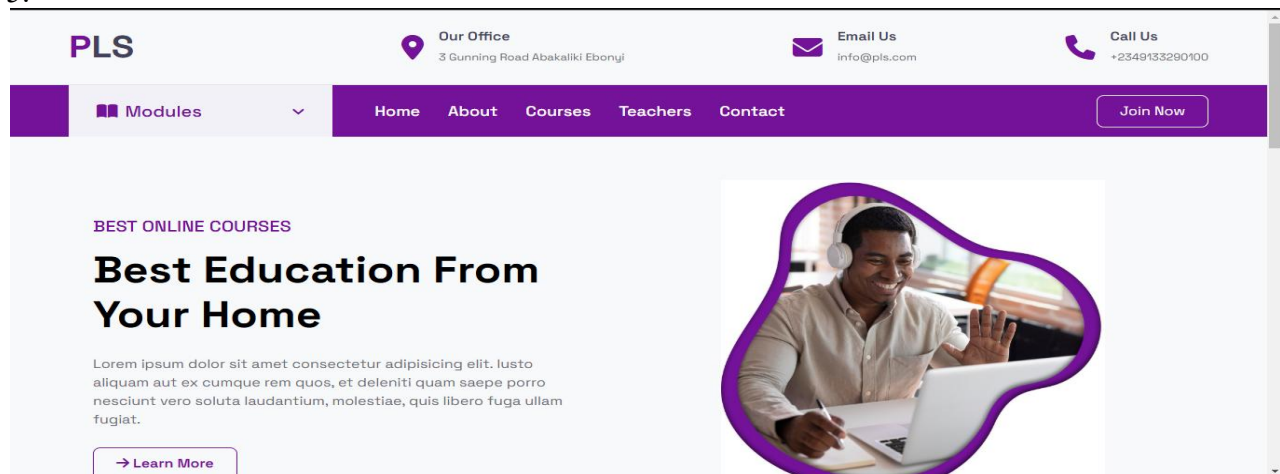 PLS
Our Office
3 Gunning Road Abakaliki Ebonyi
Email Us
info@pls.com
Call Us
+2349133290100
Modules
Home About Courses Teachers Contact
Join Now
BEST ONLINE COURSES
Best Education From
Your Home
Lorem ipsum dolor sit amet consectetur adipisicing elit. Iusto
aliquam aut ex cumque rem quos, et deleniti quam saepe porro
nesciunt vero soluta laudantium, molestiae, quis libero fuga ullam
fugiat.
Learn More